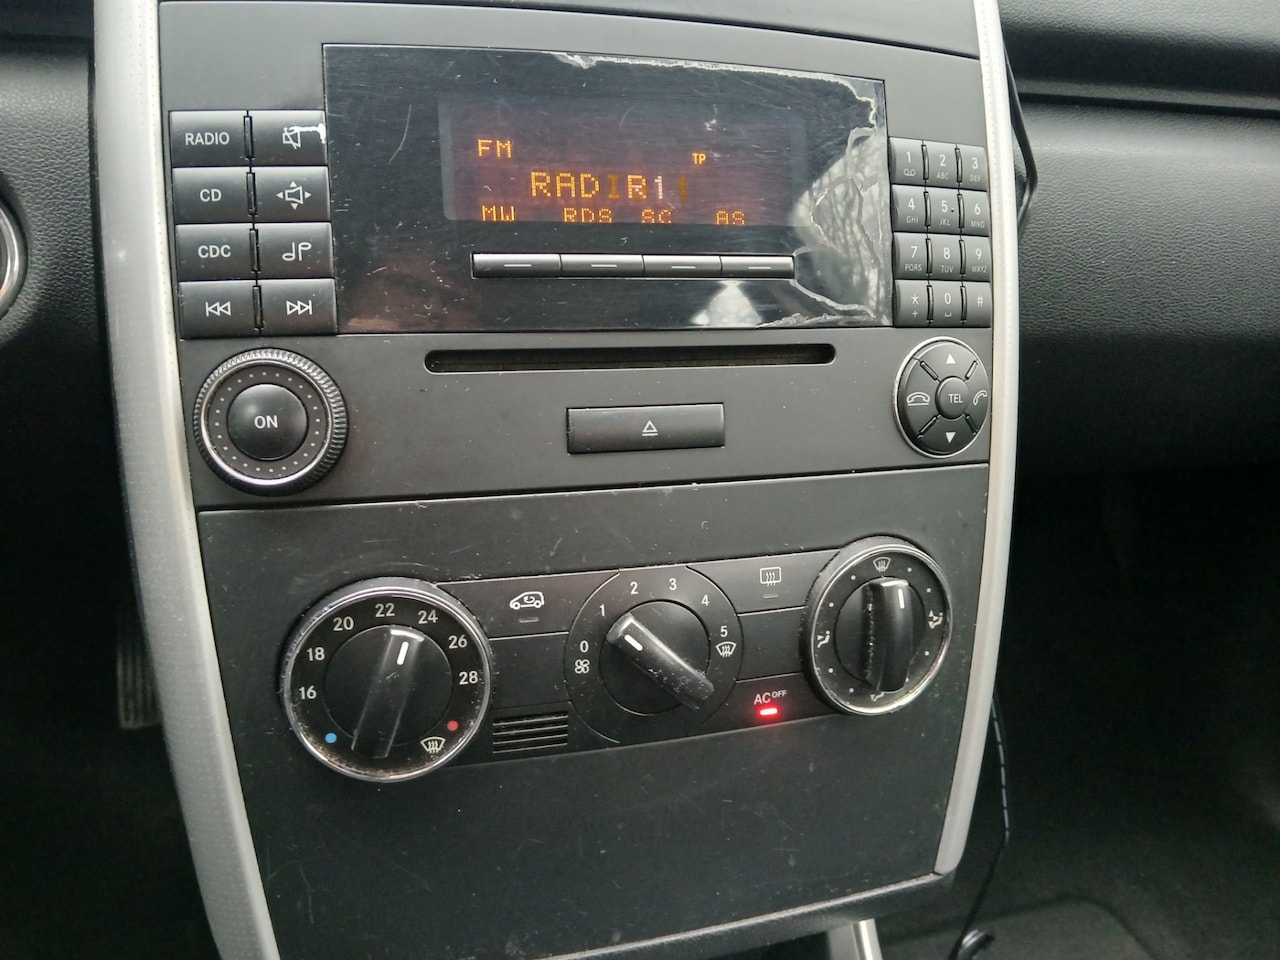 RADIO
CD
CDC
FM
TP
RADIR1
MW RDS SC AS
1 2 3
ABC DEF
4 5 6
GHI JKL MNO
7 8 9
PQRS TUV WXYZ
* 0 #
+
ON
TEL
16 18 20 22 24 26 28
0 1 2 3 4 5
AC OFF